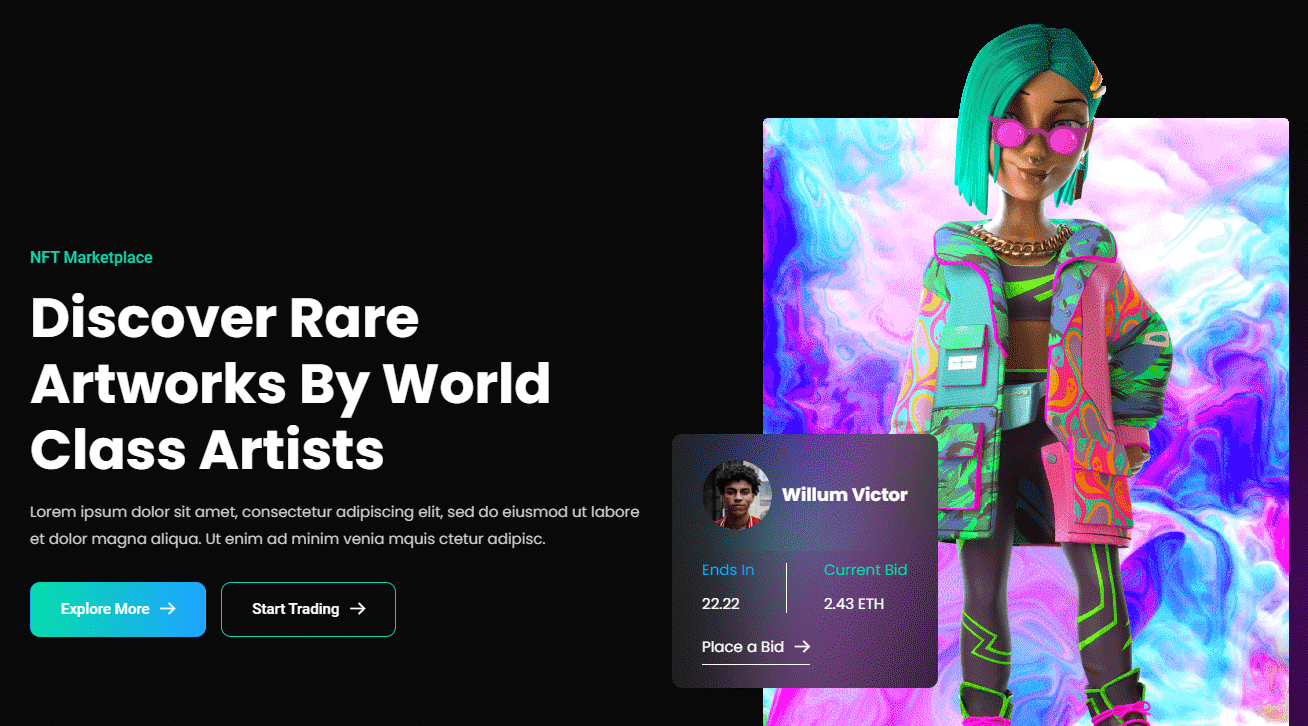 NFT Marketplace
Discover Rare
Artworks By World
Class Artists
Lorem ipsum dolor sit amet, consectetur adipiscing elit, sed do eiusmod ut labore
et dolor magna aliqua. Ut enim ad minim venia mquis ctetur adipisc.
Explore More
Start Trading
Willum Victor
Ends In
Current Bid
22.22
2.43 ETH
Place a Bid